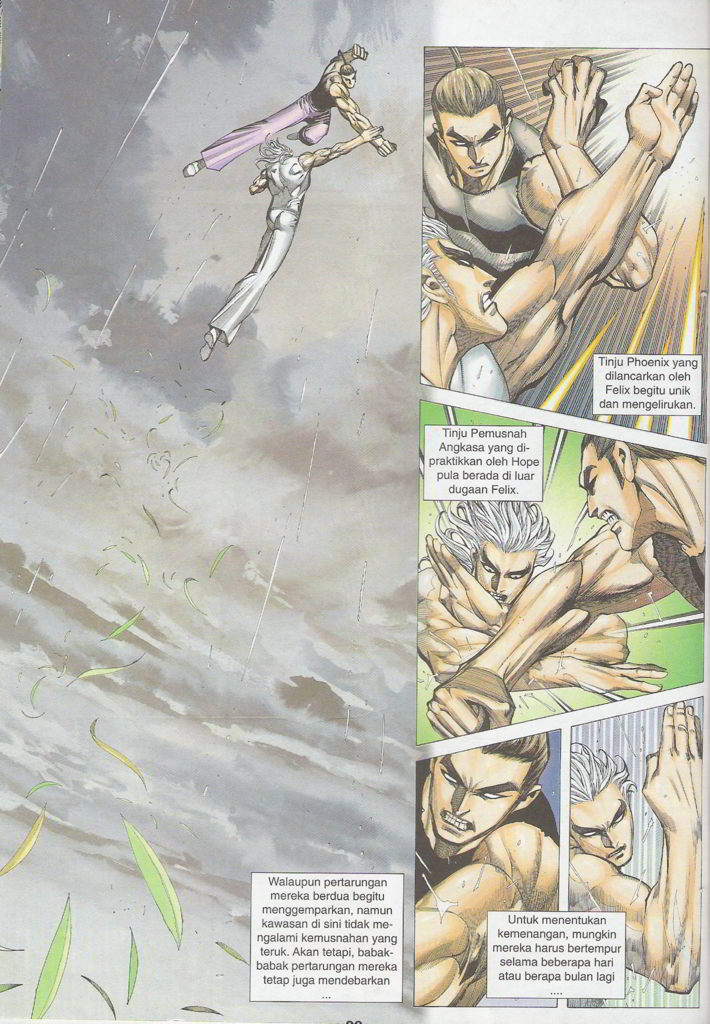 Tinju Phoenix yang
dilancarkan oleh
Felix begitu unik
dan mengelirukan.
Tinju Pemusnah
Angkasa yang di-
praktikkan oleh Hope
pula berada di luar
dugaan Felix.
Walaupun pertarungan
mereka berdua begitu
menggemparkan, namun
kawasan di sini tidak me-
ngalami kemusnahan yang
teruk. Akan tetapi, babak-
babak pertarungan mereka
tetap juga mendebarkan
...
Untuk menentukan
kemenangan, mungkin
mereka harus bertempur
selama beberapa hari
atau berapa bulan lagi
....